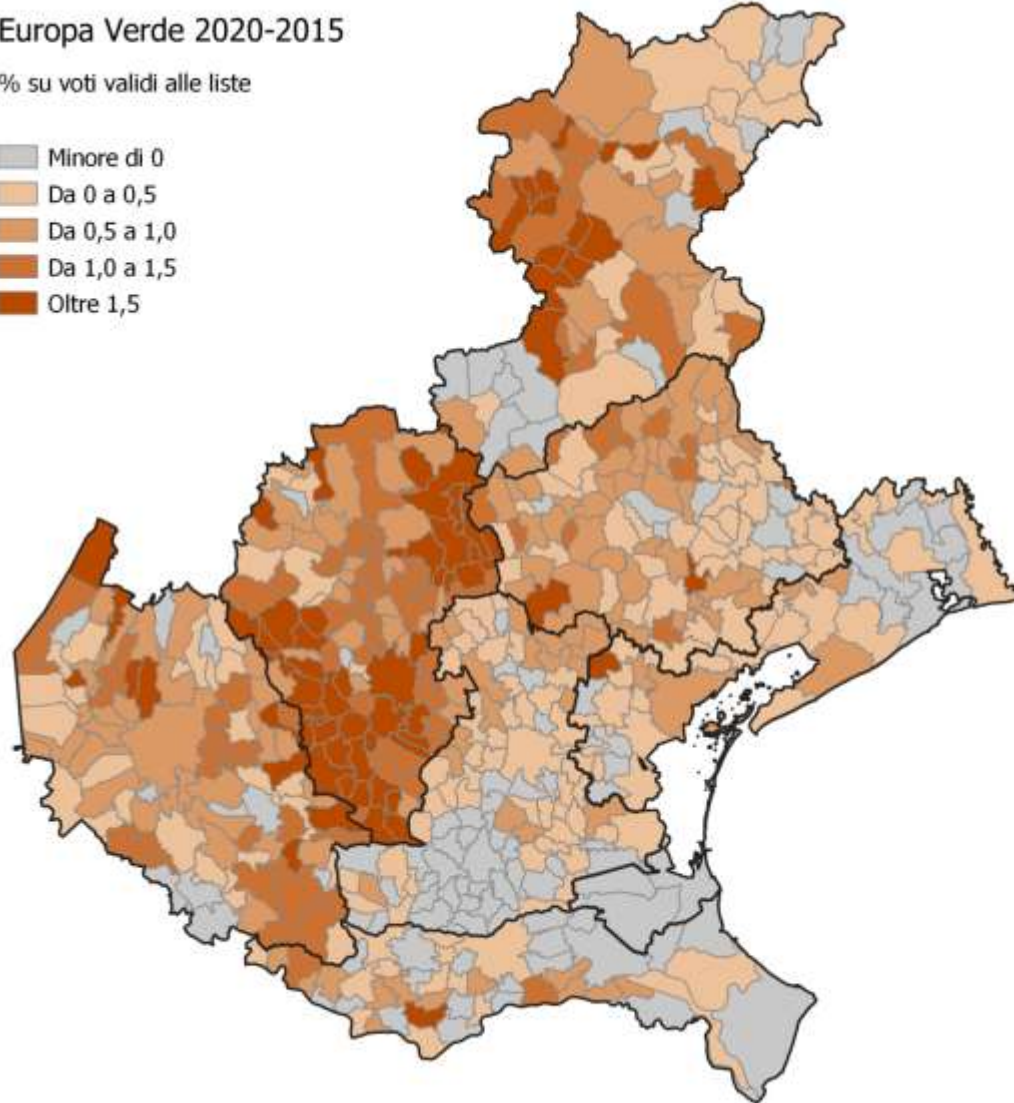 Europa Verde 2020-2015
% su voti validi alle liste
Minore di 0
Da 0 a 0,5
Da 0,5 a 1,0
Da 1,0 a 1,5
Oltre 1,5